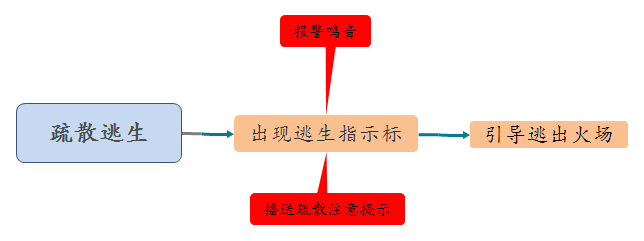 报警鸣音
疏散逃生
出现逃生指示标
引导逃出火场
播送疏散注意提示